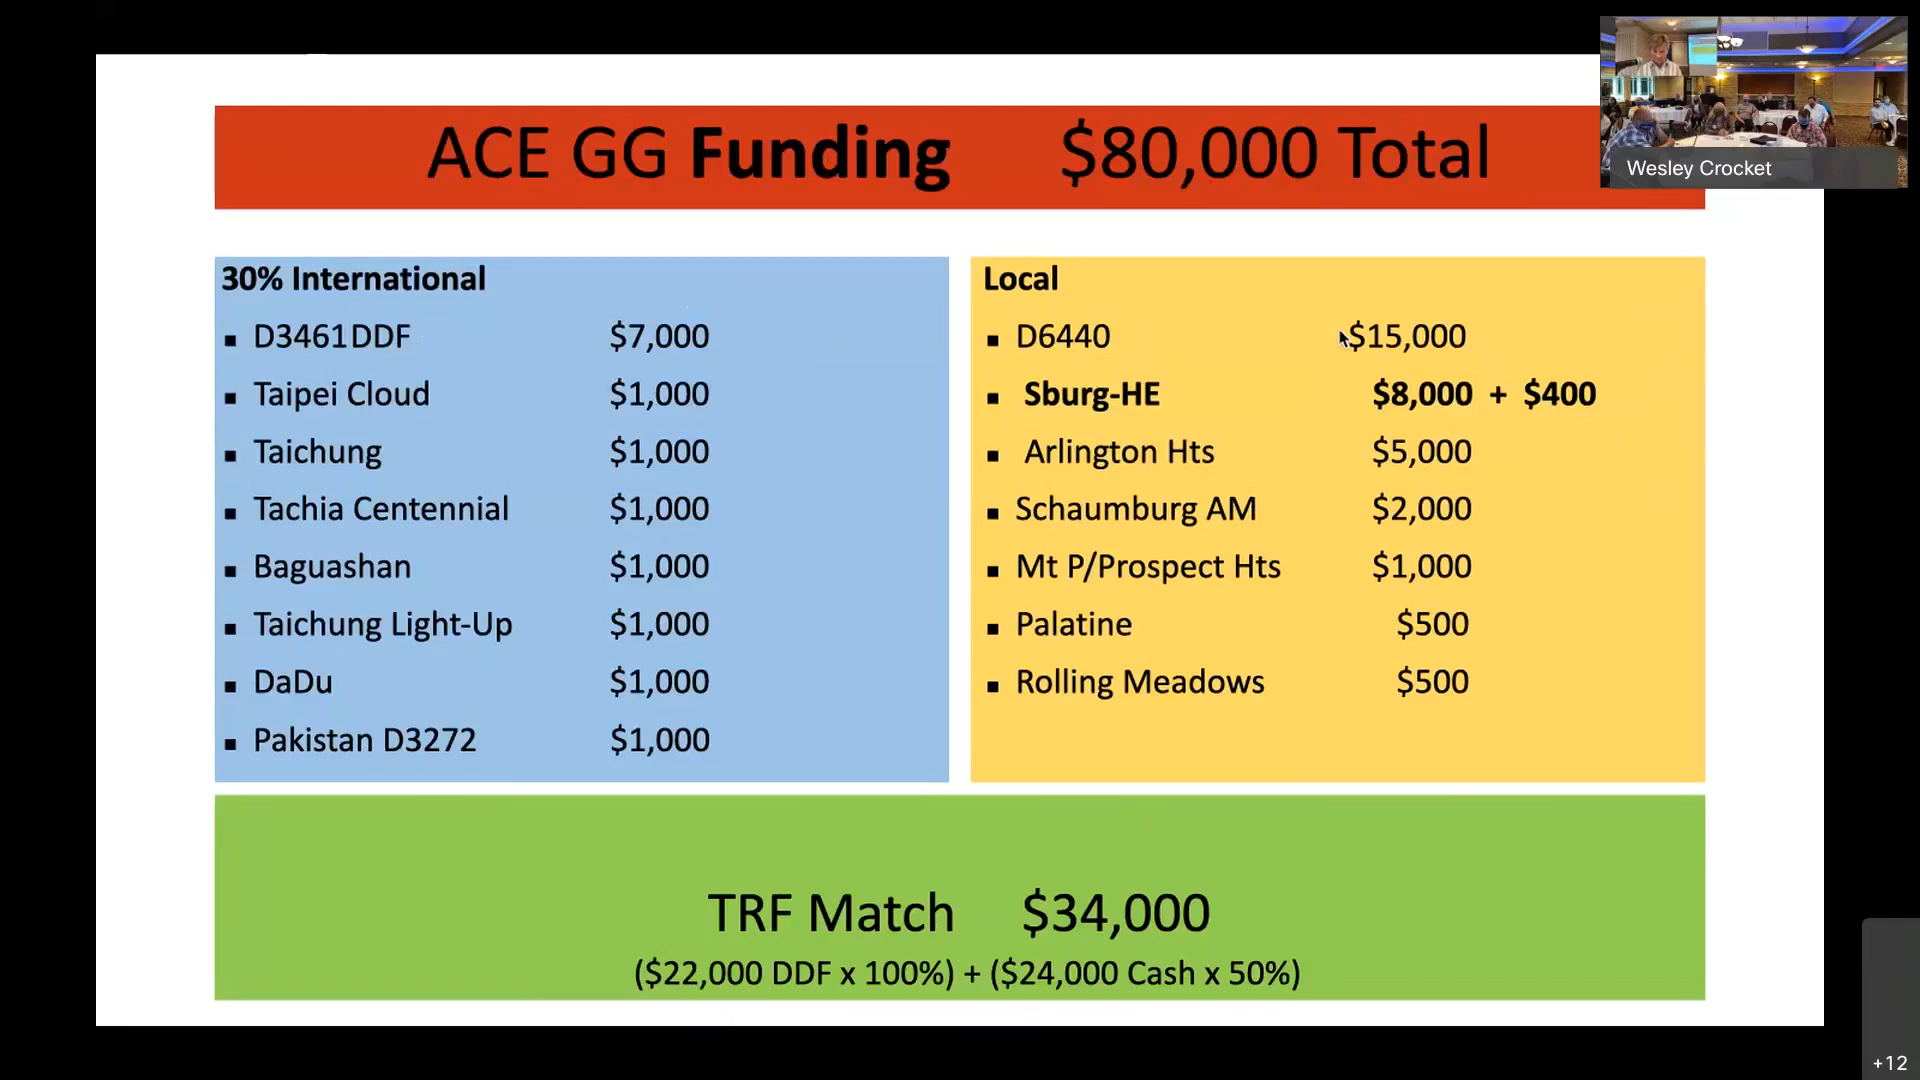 ACE GG Funding $80,000 Total
Wesley Crocket
30% International
▪ D3461DDF $7,000
▪ Taipei Cloud $1,000
▪ Taichung $1,000
▪ Tachia Centennial $1,000
▪ Baguashan $1,000
▪ Taichung Light-Up $1,000
▪ DaDu $1,000
▪ Pakistan D3272 $1,000
Local
▪ D6440 $15,000
▪ Sburg-HE $8,000 + $400
▪ Arlington Hts $5,000
▪ Schaumburg AM $2,000
▪ Mt P/Prospect Hts $1,000
▪ Palatine $500
▪ Rolling Meadows $500
TRF Match $34,000
($22,000 DDF x 100%) + ($24,000 Cash x 50%)
+12